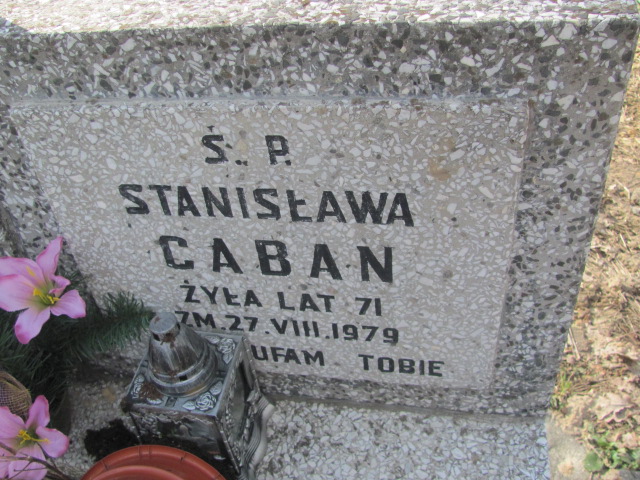 Ś. P.
STANISŁAWA
CABAN
ŻYŁA LAT 71
ZM. 27.VIII.1979
UFAM TOBIE